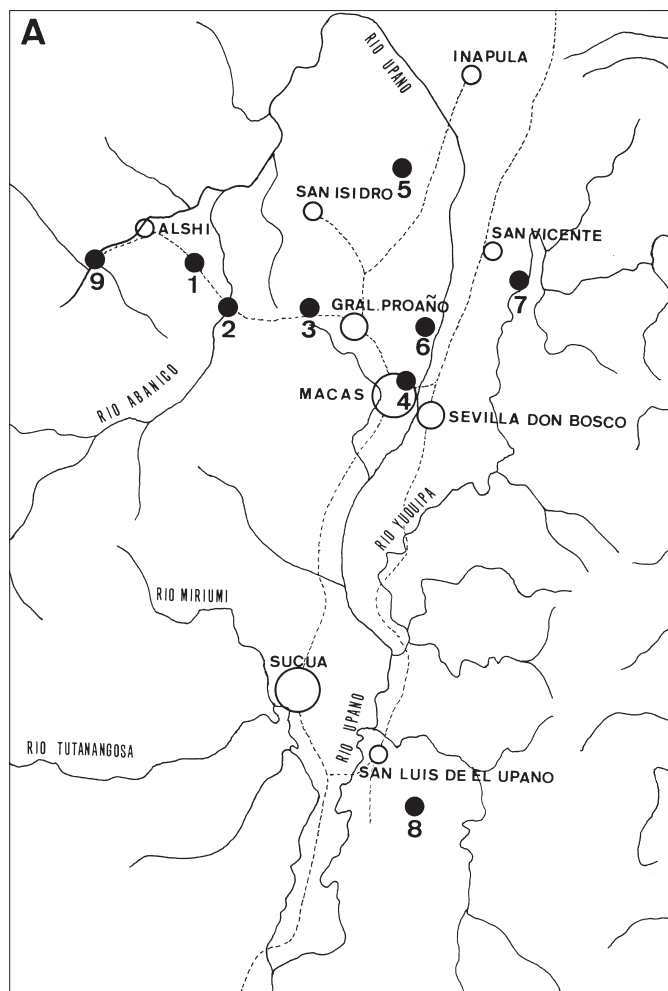 A
RIO UPANO
INAPULA
5
SAN ISIDRO
ALSHI
SAN VICENTE
9
1
7
2
3
GRAL. PROAÑO
6
RIO ABANICO
MACAS
4
SEVILLA DON BOSCO
RIO YUQUIPA
RIO MIRIUMI
SUCUA
RIO UPANO
RIO TUTANANGOSA
SAN LUIS DE EL UPANO
8